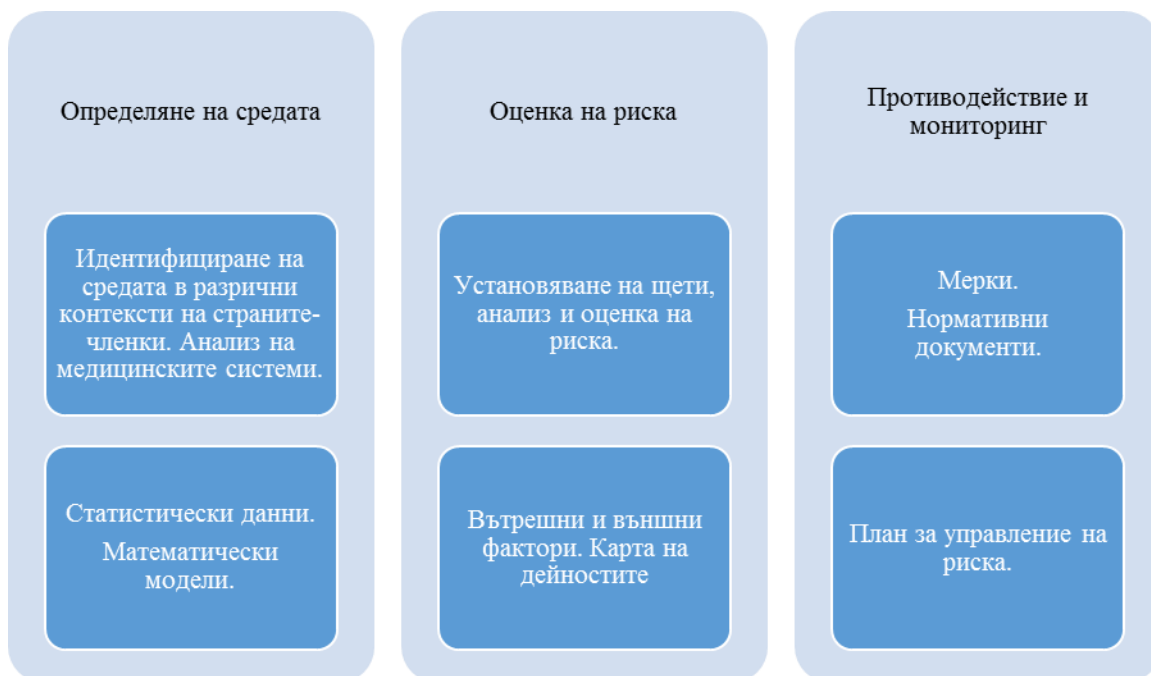 Определяне на средата
Идентифициране на
средата в разрични
контексти на страните-
членки. Анализ на
медицинските системи.
Статистически данни.
Математически
модели.
Оценка на риска
Установяване на щети,
анализ и оценка на
риска.
Вътрешни и външни
фактори. Карта на
дейностите
Противодействие и
мониторинг
Мерки.
Нормативни
документи.
План за управление на
риска.